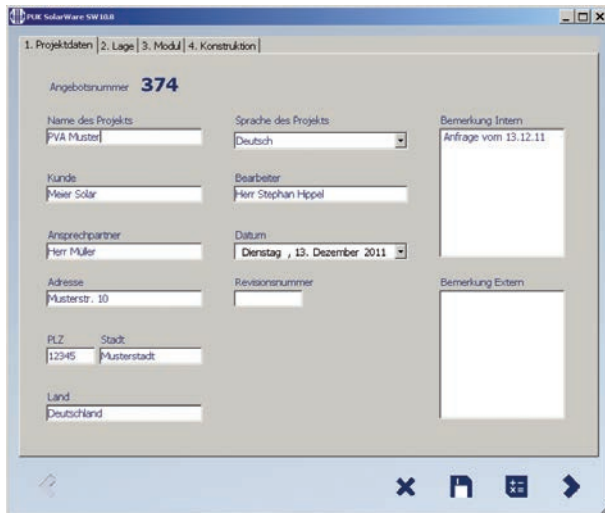 PUK SolarWare SW10.8
1. Projektdaten 2. Lage 3. Modul 4. Konstruktion
Angebotsnummer 374
Name des Projekts
PVA Muster
Kunde
Meier Solar
Ansprechpartner
Herr Müller
Adresse
Musterstr. 10
PLZ Stadt
12345 Musterstadt
Land
Deutschland
Sprache des Projekts
Deutsch
Bearbeiter
Herr Stephan Hippel
Datum
Dienstag , 13. Dezember 2011
Revisionsnummer
Bemerkung Intern
Anfrage vom 13.12.11
Bemerkung Extern